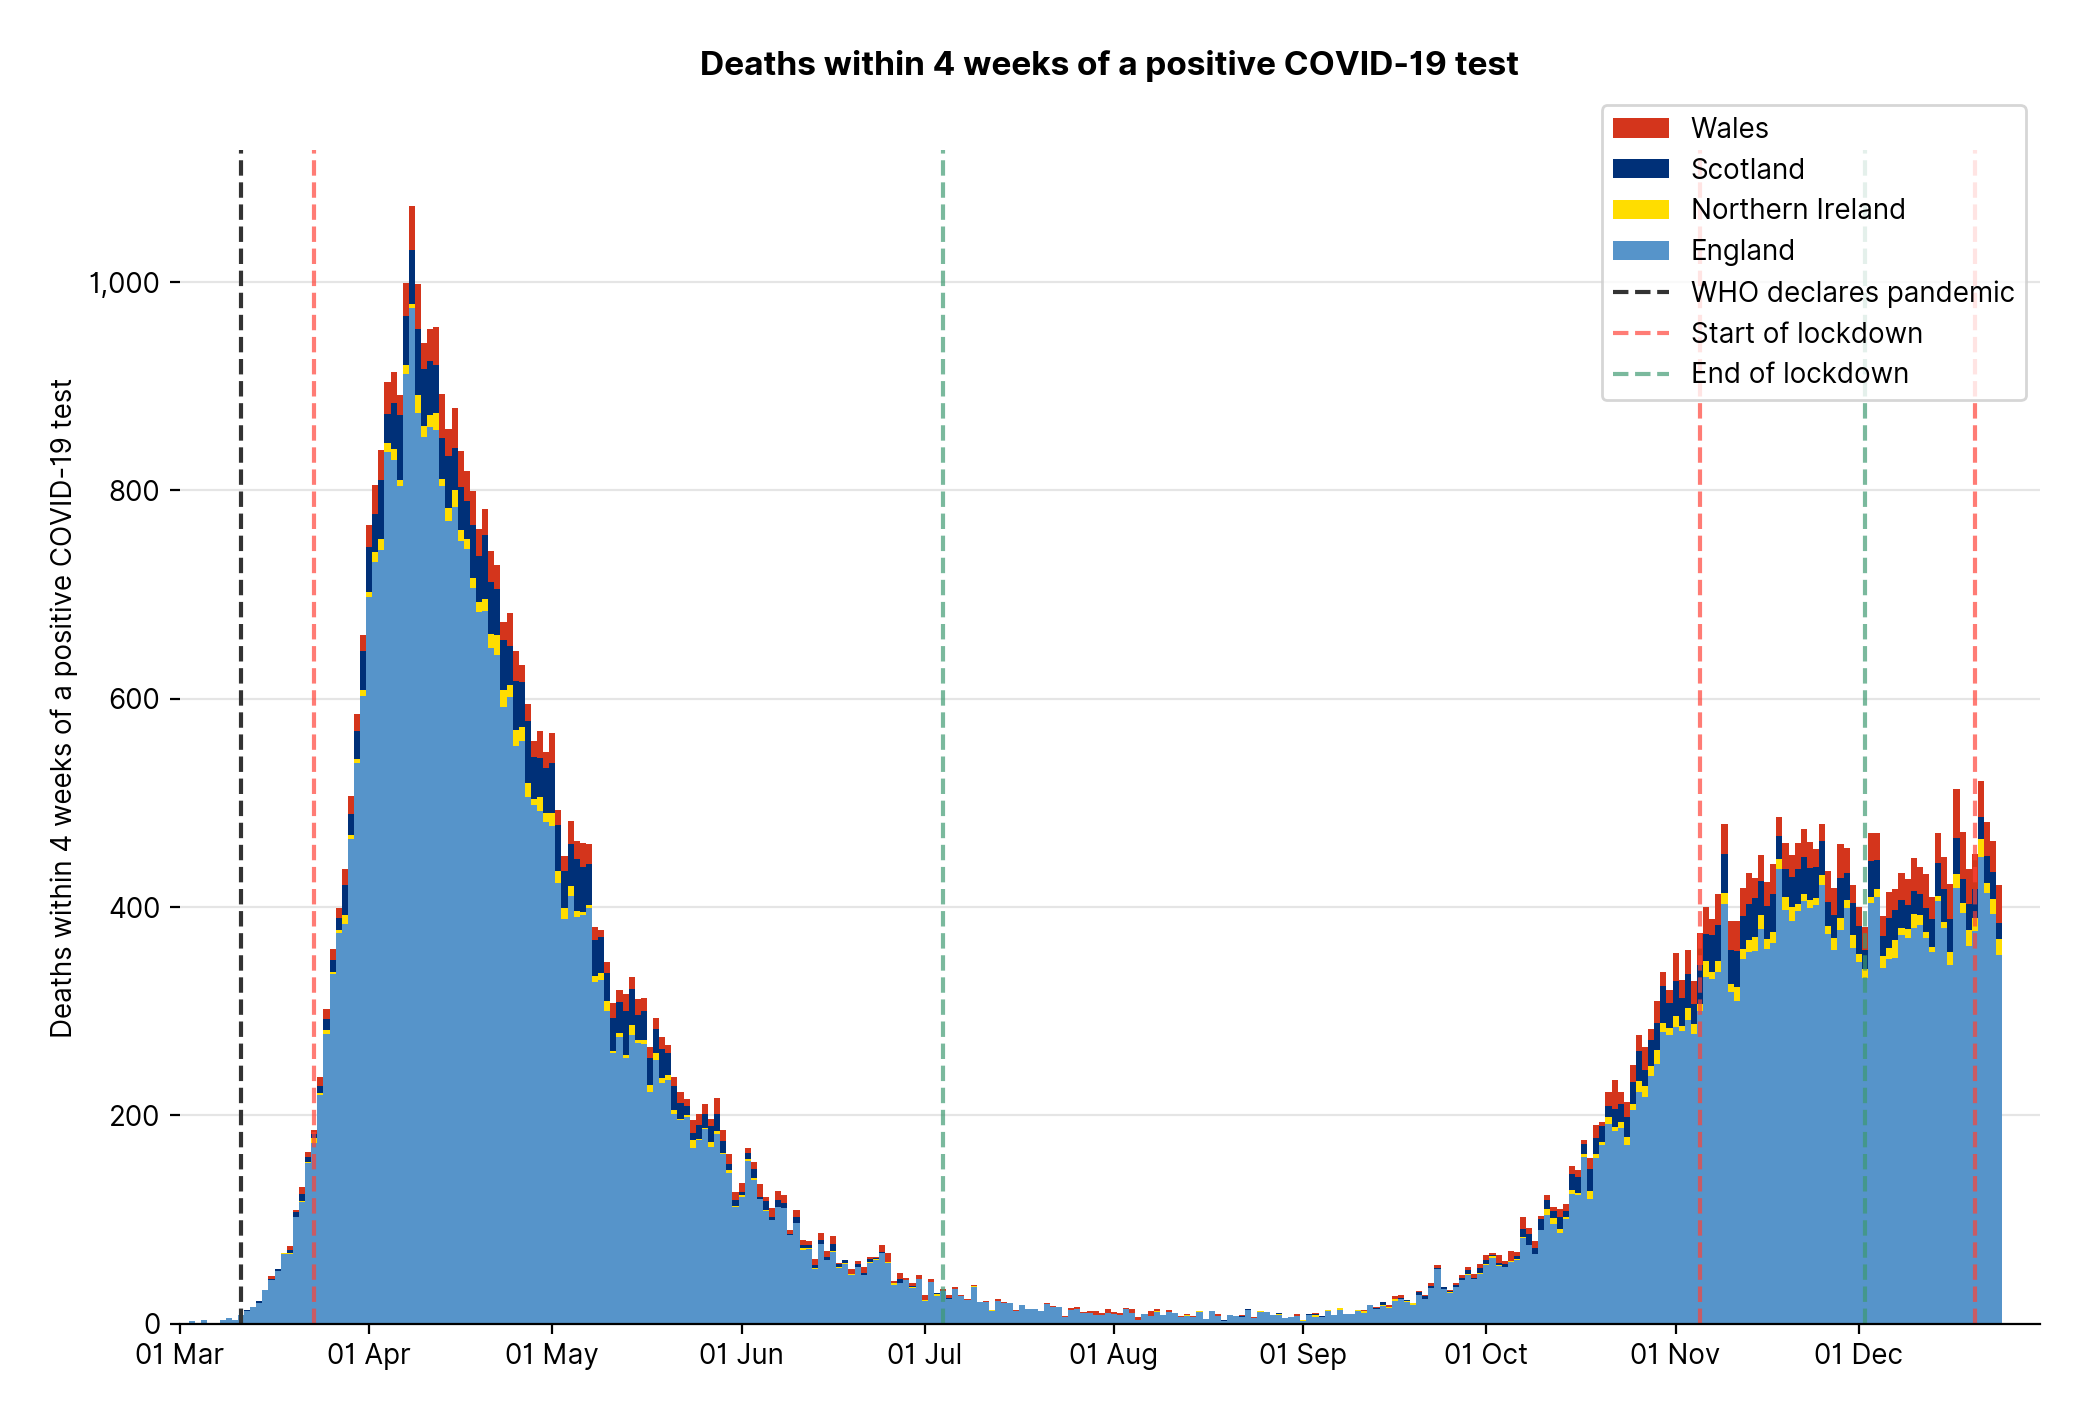 Deaths within 4 weeks of a positive COVID-19 test
Wales
Scotland
Northern Ireland
England
WHO declares pandemic
Start of lockdown
End of lockdown
Deaths within 4 weeks of a positive COVID-19 test
1,000
800
600
400
200
0
01 Mar
01 Apr
01 May
01 Jun
01 Jul
01 Aug
01 Sep
01 Oct
01 Nov
01 Dec